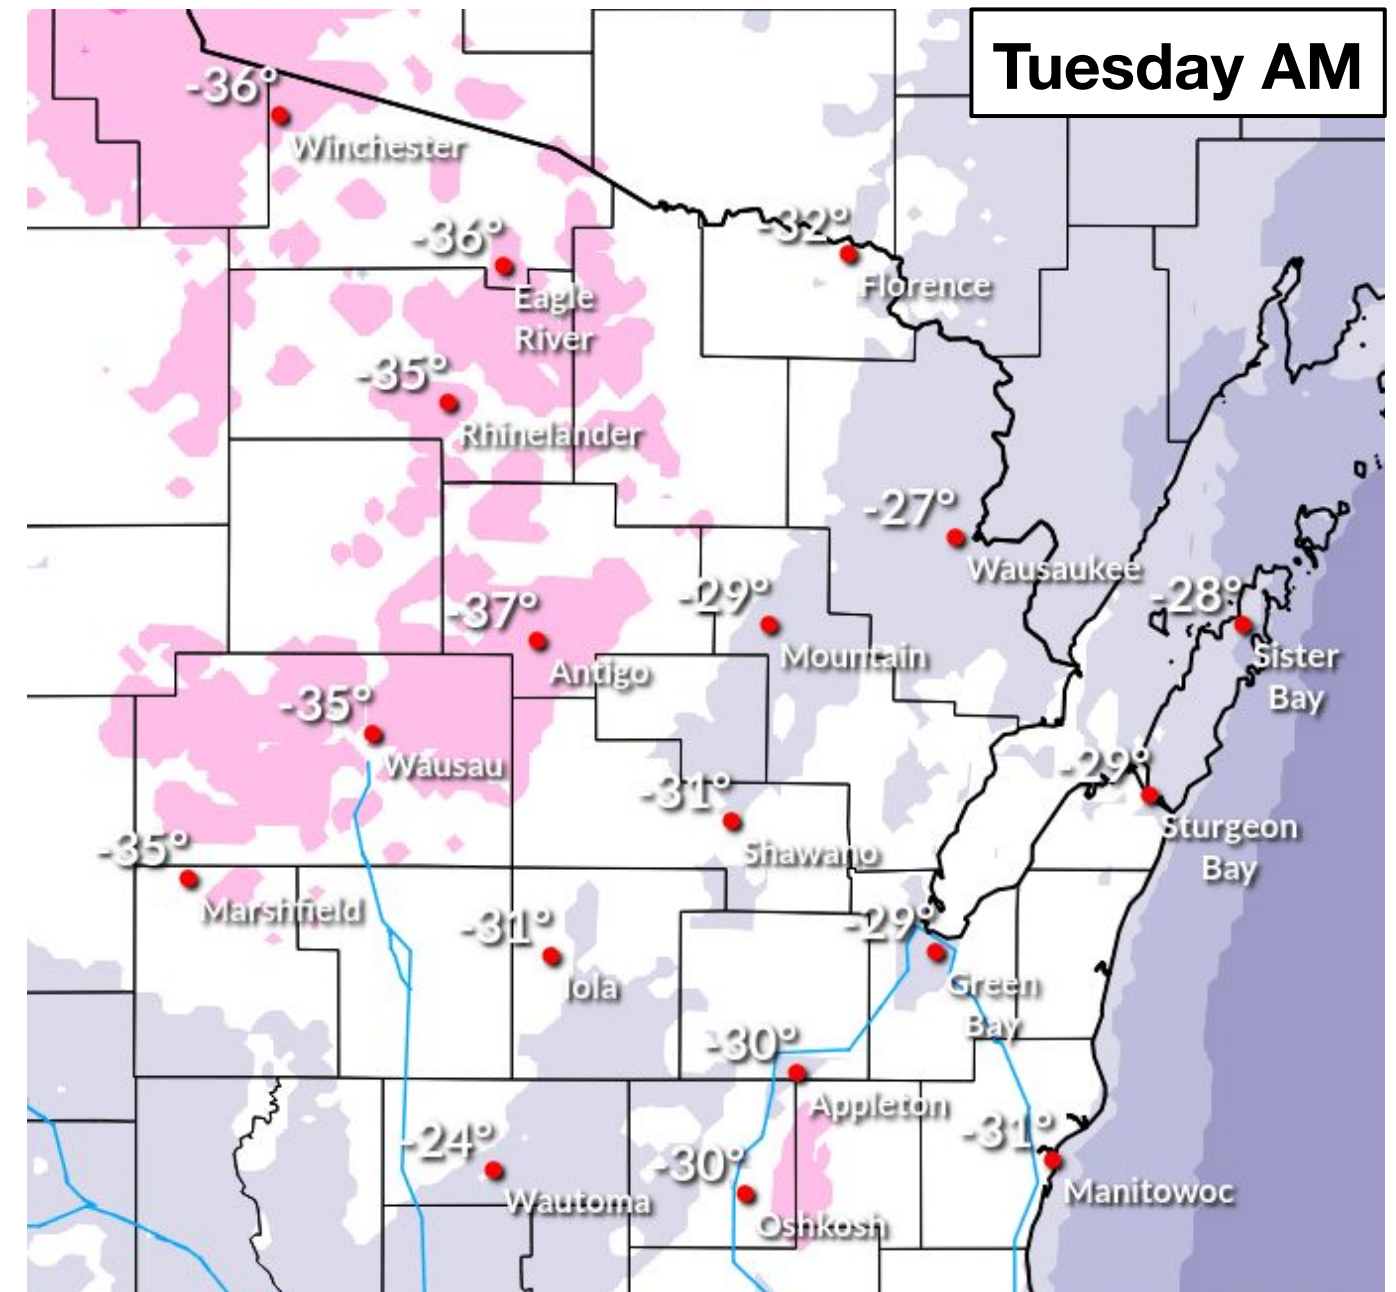 Tuesday AM
-36°
Winchester
-36°
Eagle
River
-32°
Florence
-35°
Rhinelander
-27°
Wausaukee
-37°
Antigo
-29°
Mountain
-28°
Sister
Bay
-35°
Wausau
-31°
Shawano
-29°
Sturgeon
Bay
-35°
Marshfield
-31°
Iola
-29°
Green
Bay
-30°
Appleton
-24°
Wautoma
-30°
Oshkosh
-31°
Manitowoc